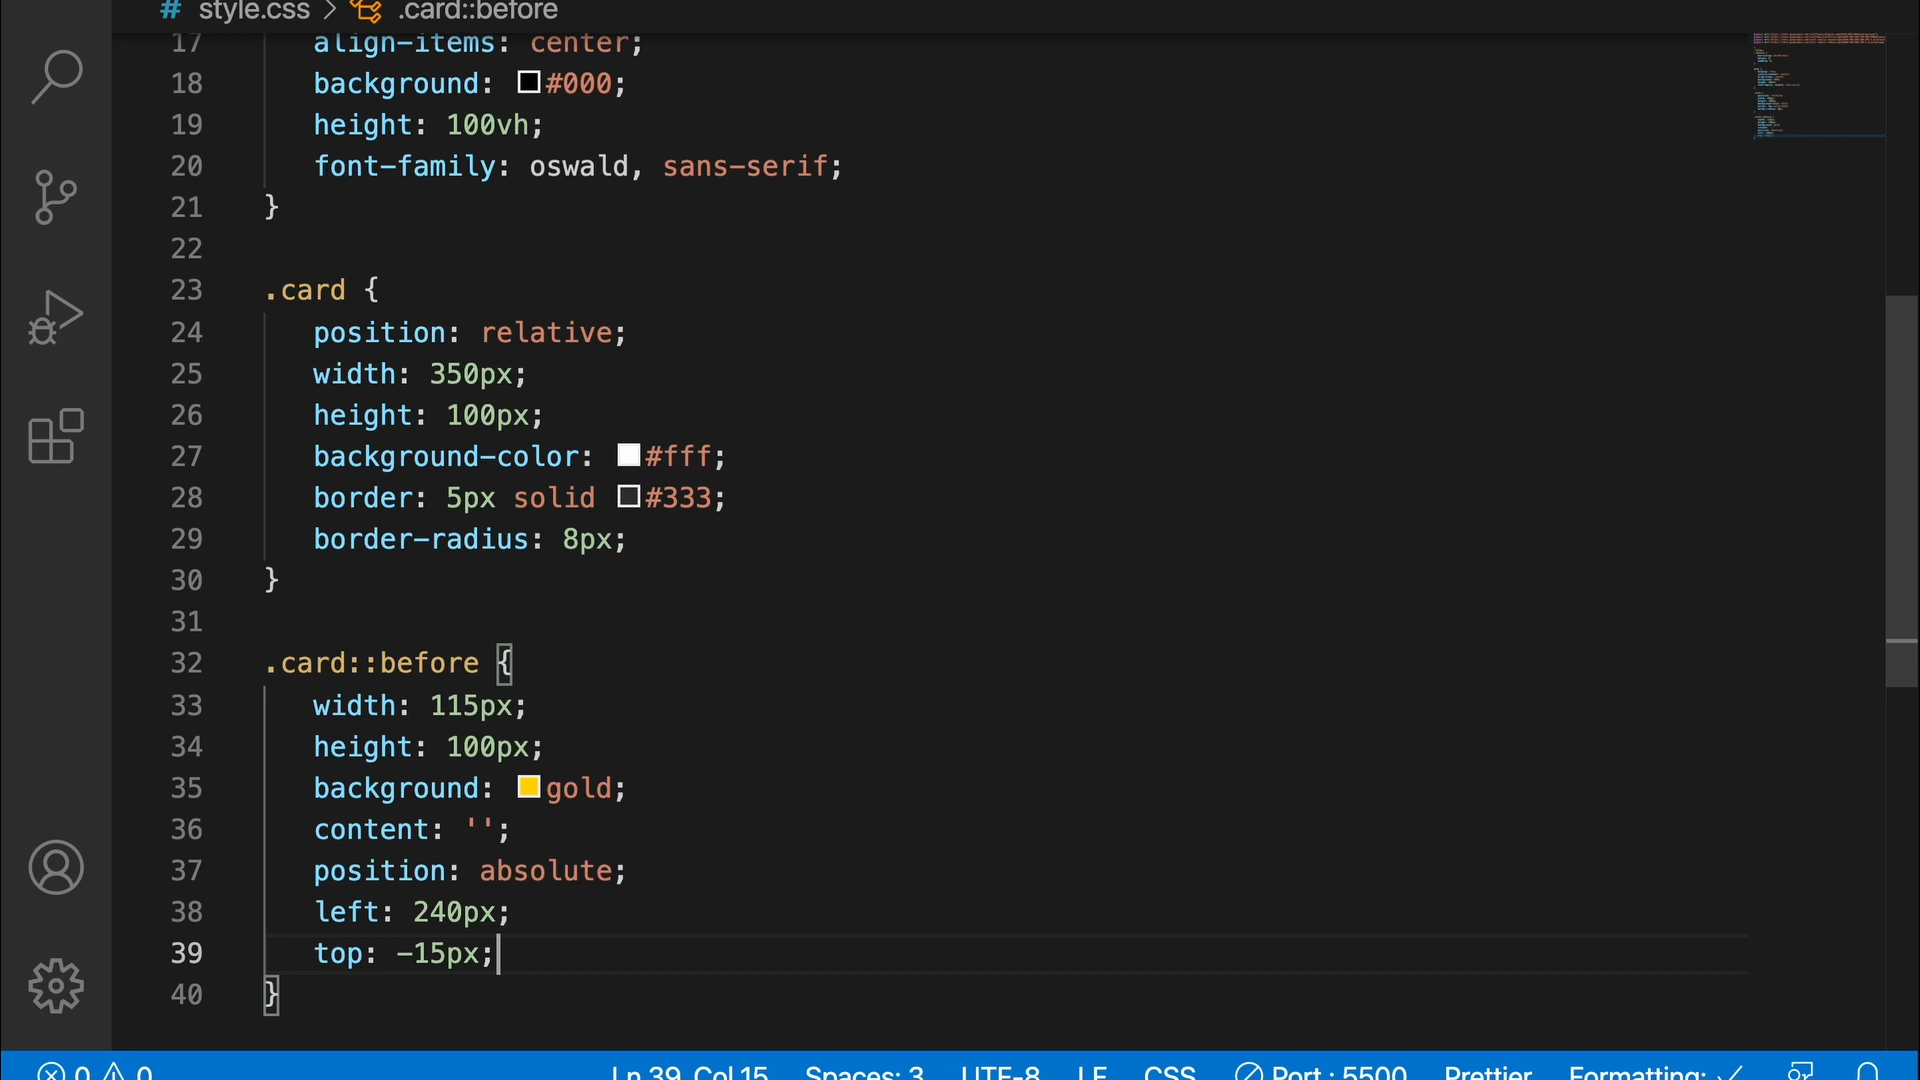 # style.css > .card::before
17 align-items: center;
18 background: #000;
19 height: 100vh;
20 font-family: oswald, sans-serif;
21 }
22
23 .card {
24 position: relative;
25 width: 350px;
26 height: 100px;
27 background-color: #fff;
28 border: 5px solid #333;
29 border-radius: 8px;
30 }
31
32 .card::before {
33 width: 115px;
34 height: 100px;
35 background: gold;
36 content: '';
37 position: absolute;
38 left: 240px;
39 top: -15px;
40 }
0 0 Ln 39, Col 15 Spaces: 3 UTF-8 LF CSS Port : 5500 Prettier Formatting: ✓